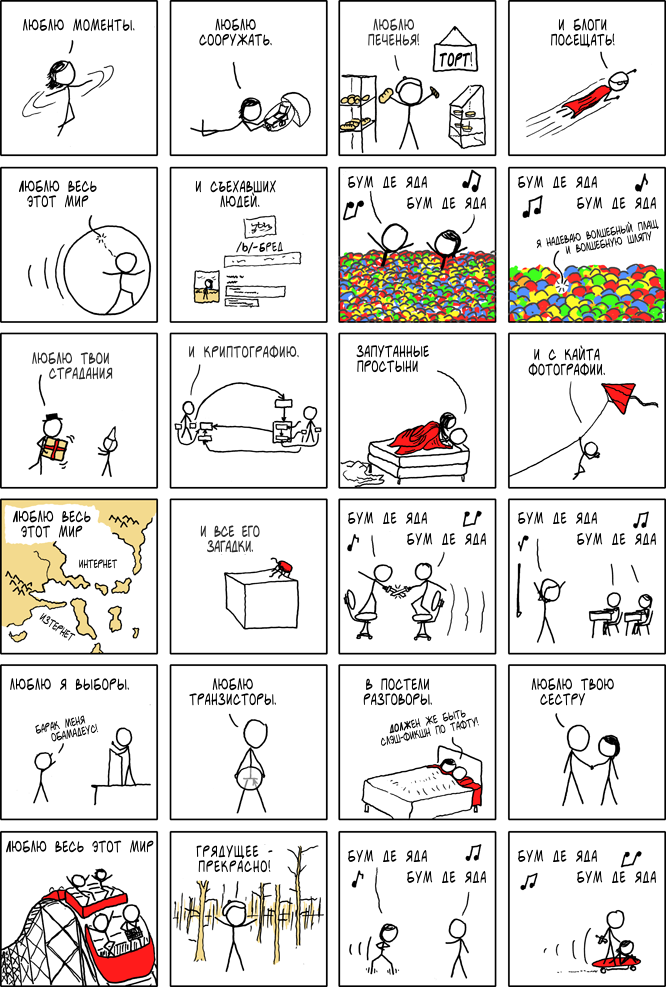 ЛЮБЛЮ МОМЕНТЫ.
ЛЮБЛЮ
СООРУЖАТЬ.
ЛЮБЛЮ
ПЕЧЕНЬЯ!
ТОРТ!
И БЛОГИ
ПОСЕЩАТЬ!
ЛЮБЛЮ ВЕСЬ
ЭТОТ МИР
И СЪЕХАВШИХ
ЛЮДЕЙ.
/b/-БРЕД
БУМ ДЕ ЯДА
БУМ ДЕ ЯДА
БУМ ДЕ ЯДА
БУМ ДЕ ЯДА
Я НАДЕВАЮ ВОЛШЕБНЫЙ ПЛАЩ
И ВОЛШЕБНУЮ ШЛЯПУ
ЛЮБЛЮ ТВОИ
СТРАДАНИЯ
И КРИПТОГРАФИЮ.
ЗАПУТАННЫЕ
ПРОСТЫНИ
И С КАЙТА
ФОТОГРАФИИ.
ЛЮБЛЮ ВЕСЬ
ЭТОТ МИР
ИНТЕРНЕТ
ИЗТЕРНЕТ
И ВСЕ ЕГО
ЗАГАДКИ.
БУМ ДЕ ЯДА
БУМ ДЕ ЯДА
БУМ ДЕ ЯДА
БУМ ДЕ ЯДА
ЛЮБЛЮ Я ВЫБОРЫ.
БАРАК МЕНЯ
ОБАМАДЕУС!
ЛЮБЛЮ
ТРАНЗИСТОРЫ.
В ПОСТЕЛИ
РАЗГОВОРЫ.
ДОЛЖЕН ЖЕ БЫТЬ
СЛЭШ-ФИКШН ПО ТАФТУ!
ЛЮБЛЮ ТВОЮ
СЕСТРУ
ЛЮБЛЮ ВЕСЬ ЭТОТ МИР
ГРЯДУЩЕЕ -
ПРЕКРАСНО!
БУМ ДЕ ЯДА
БУМ ДЕ ЯДА
БУМ ДЕ ЯДА
БУМ ДЕ ЯДА